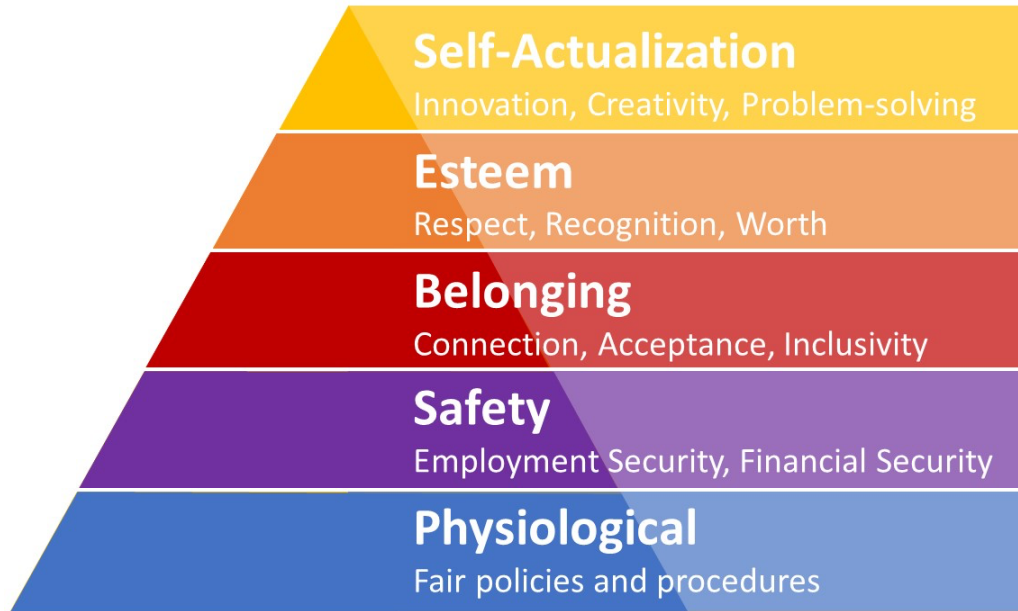 Self-Actualization
Innovation, Creativity, Problem-solving
Esteem
Respect, Recognition, Worth
Belonging
Connection, Acceptance, Inclusivity
Safety
Employment Security, Financial Security
Physiological
Fair policies and procedures